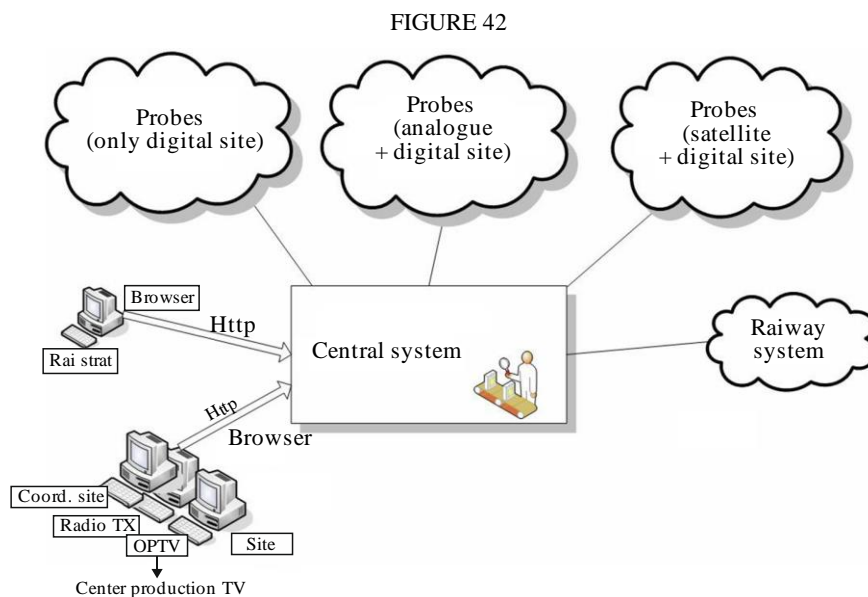 FIGURE 42
Probes
(only digital site)
Probes
(analogue
+ digital site)
Probes
(satellite
+ digital site)
Browser
Http
Rai strat
Central system
Raiway
system
Http
Browser
Coord. site
Radio TX
OPTV
Site
Center production TV